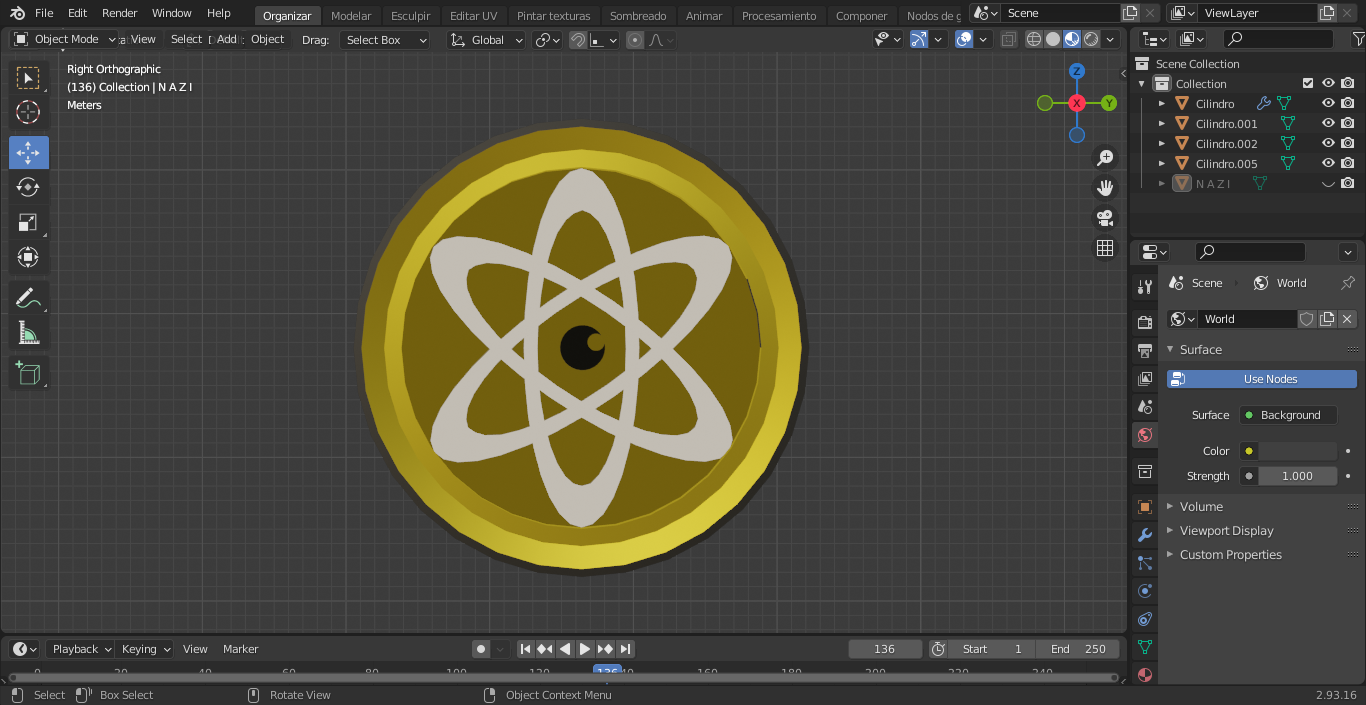 File Edit Render Window Help Organizar Modelar Esculpir Editar UV Pintar texturas Sombreado Animar Procesamiento Componer Nodos de g Scene ViewLayer
Object Mode View Select Add Object Drag: Select Box Global
Right Orthographic
(136) Collection | N A Z I
Meters
Z
X
Y
Scene Collection
Collection
Cilindro
Cilindro.001
Cilindro.002
Cilindro.005
N A Z I
Scene World
World
Surface
Use Nodes
Surface Background
Color
Strength 1.000
Volume
Viewport Display
Custom Properties
Playback Keying View Marker 136 Start 1 End 250
0 20 40 60 80 100 120 136 140 160 180 200 220 240
Select Box Select Rotate View Object Context Menu 2.93.16